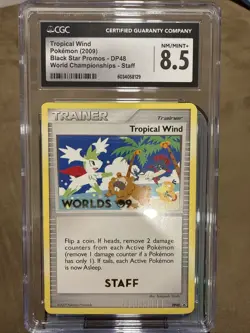 CGC
CERTIFIED GUARANTY COMPANY
Tropical Wind
Pokémon (2009)
Black Star Promos - DP48
World Championships - Staff
6034058129
NM/MINT+
8.5
TRAINER
Trainer
Tropical Wind
WORLDS '09
Flip a coin. If heads, remove 2 damage
counters from each Active Pokémon
(remove 1 damage counter if a Pokémon
has only 1). If tails, each Active Pokémon
is now Asleep.
STAFF